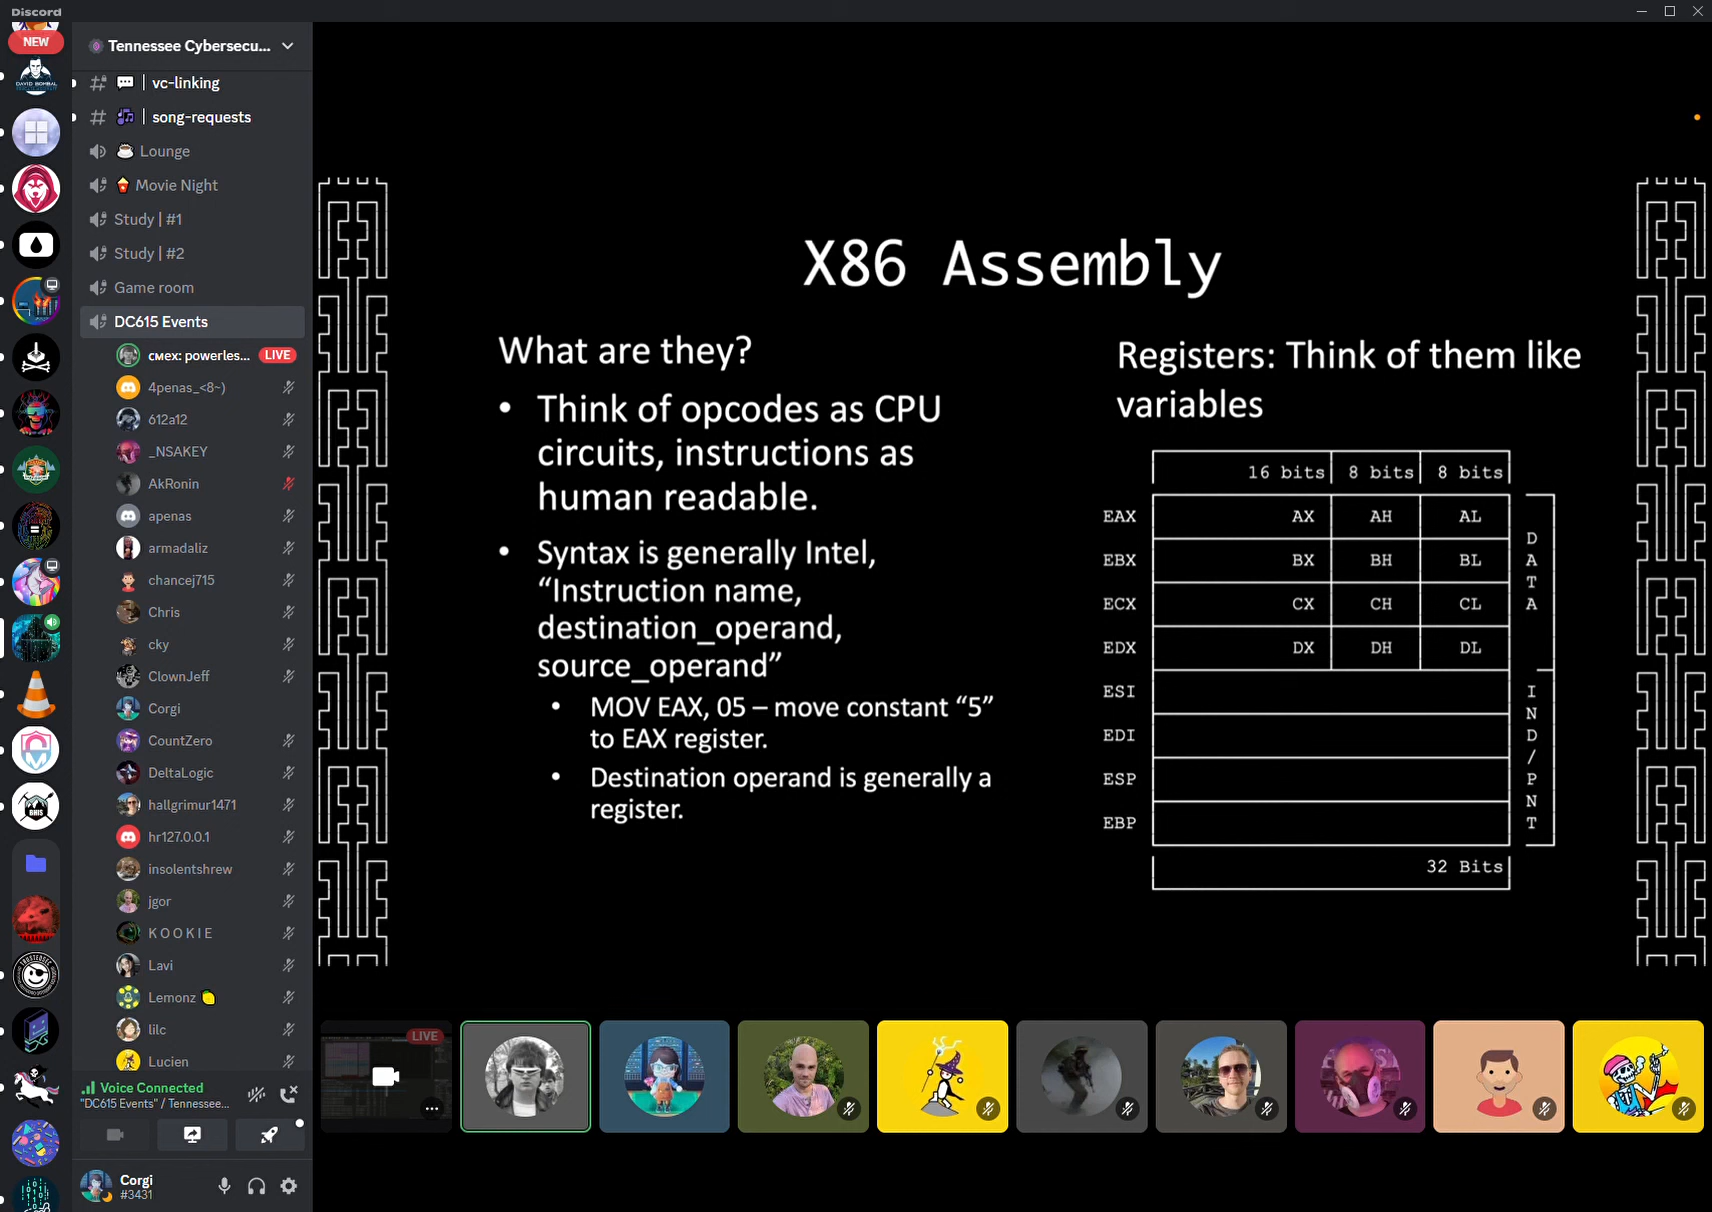 Discord
NEW
Tennessee Cybersecu...
vc-linking
song-requests
Lounge
Movie Night
Study | #1
Study | #2
Game room
DC615 Events
смех: powerles... LIVE
4penas_<8~)
612a12
_NSAKEY
AkRonin
apenas
armadaliz
chancej715
Chris
cky
ClownJeff
Corgi
CountZero
DeltaLogic
hallgrimur1471
hr127.0.0.1
insolentshrew
jgor
K O O K I E
Lavi
Lemonz
lilc
Lucien
Voice Connected
"DC615 Events" / Tennessee...
Corgi
#3431
X86 Assembly
What are they?
• Think of opcodes as CPU
circuits, instructions as
human readable.
• Syntax is generally Intel,
“Instruction name,
destination_operand,
source_operand”
• MOV EAX, 05 – move constant “5”
to EAX register.
• Destination operand is generally a
register.
Registers: Think of them like
variables
16 bits 8 bits 8 bits
EAX AX AH AL
EBX BX BH BL
ECX CX CH CL
EDX DX DH DL
ESI
EDI
ESP
EBP
32 Bits
DATA
IND/PNT
LIVE
DAVID BOMBAL
BHIS
TRUSTEDSEC